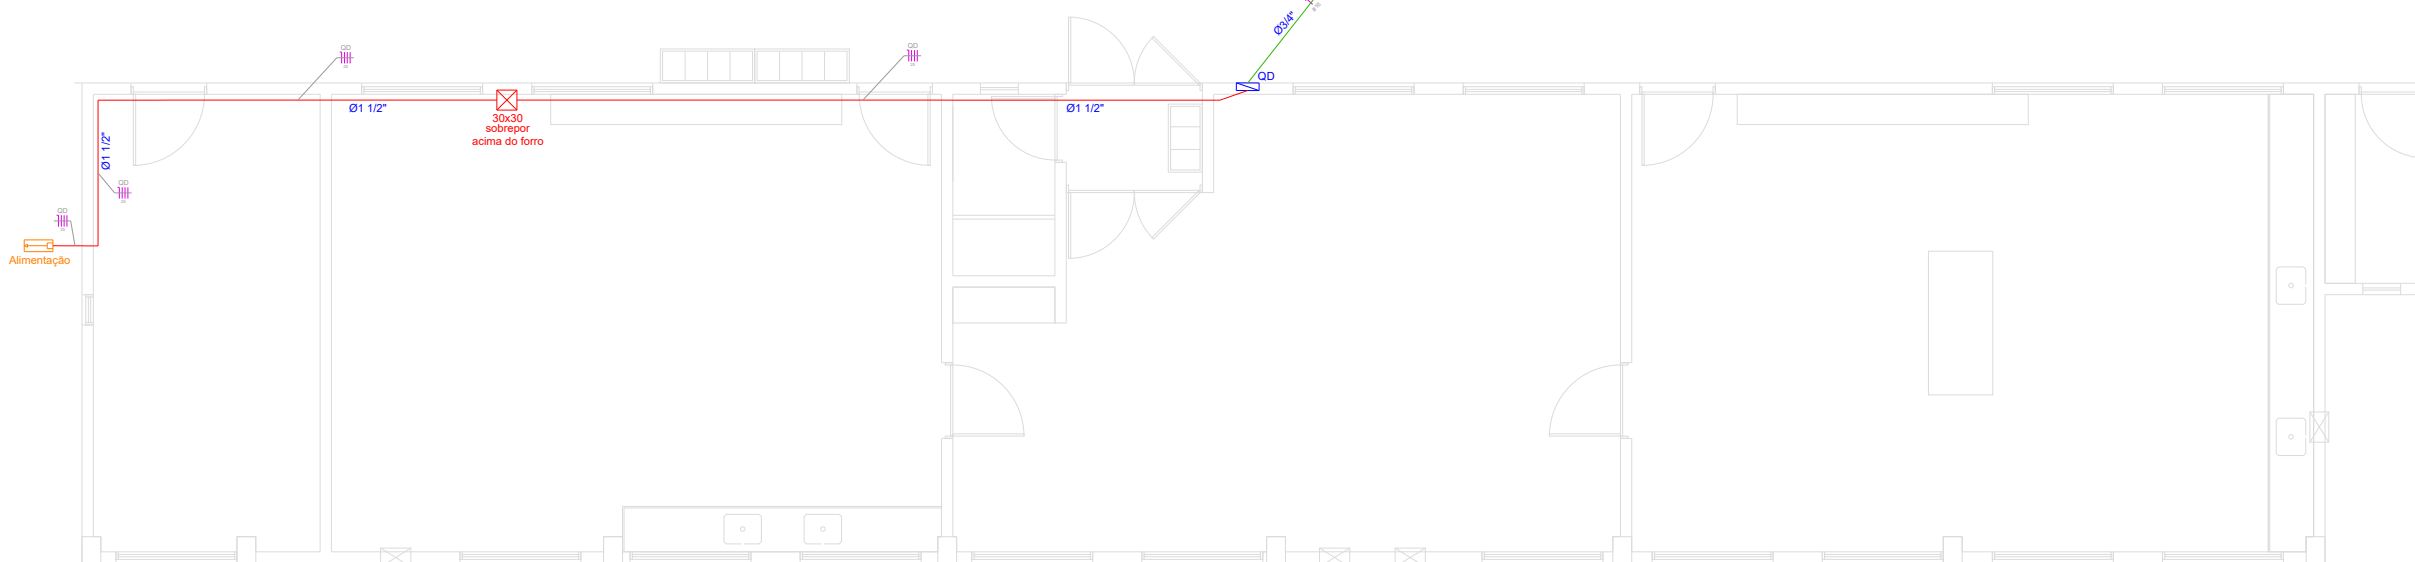 Ø3/4"
QD
QD
QD
Ø1 1/2"
30x30
sobrepor
acima do forro
Ø1 1/2"
Ø1 1/2"
QD
QD
Alimentação